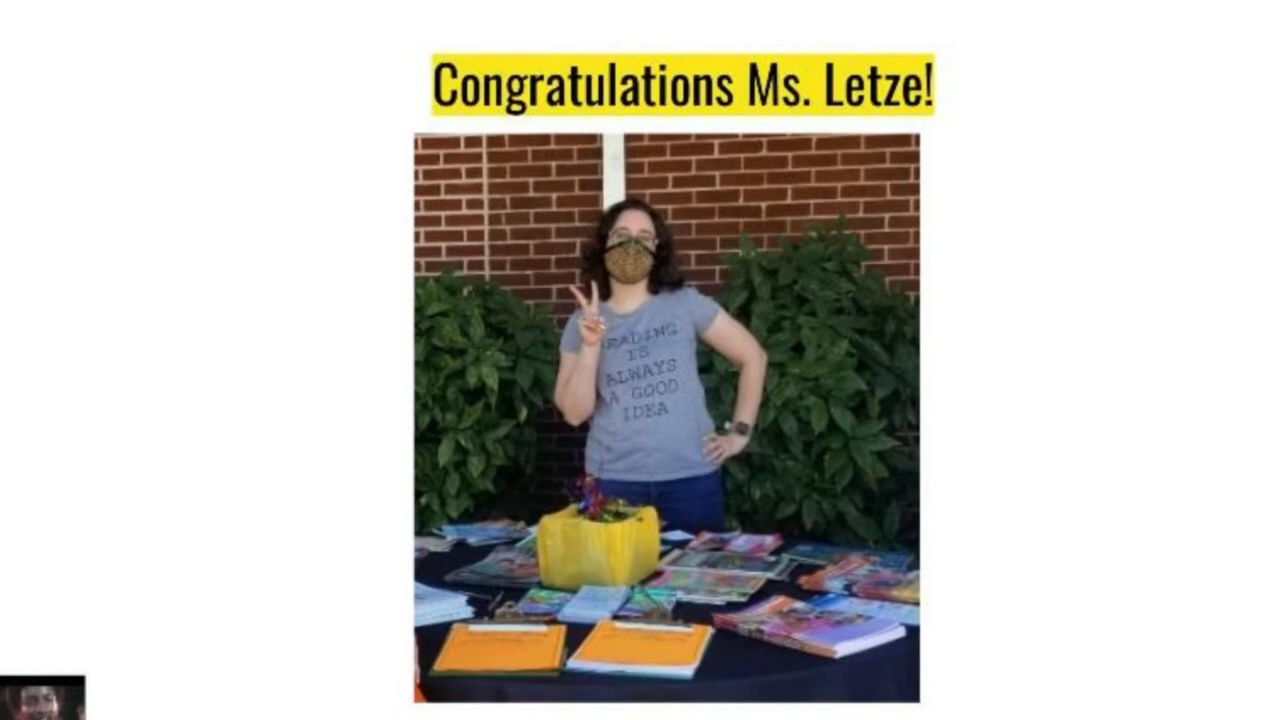 Congratulations Ms. Letze!
READING
IS
ALWAYS
A GOOD
IDEA